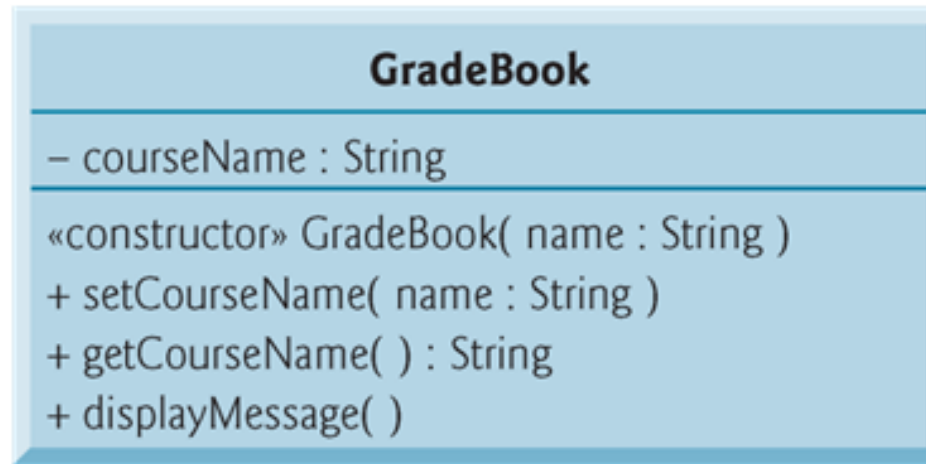 GradeBook
– courseName : String
«constructor» GradeBook( name : String )
+ setCourseName( name : String )
+ getCourseName( ) : String
+ displayMessage( )